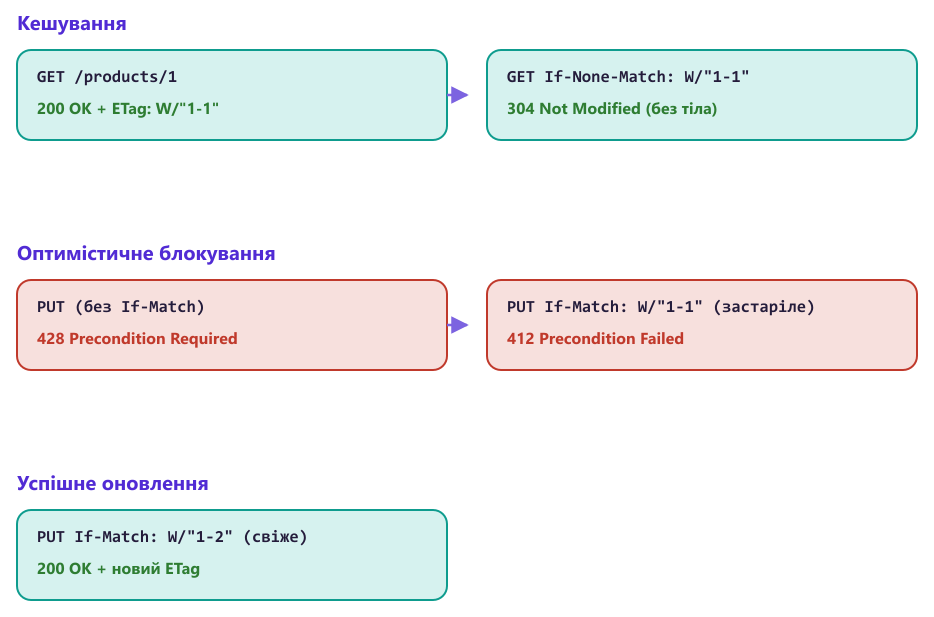 Кешування
GET /products/1
200 OK + ETag: W/"1-1"
GET If-None-Match: W/"1-1"
304 Not Modified (без тіла)
Оптимістичне блокування
PUT (без If-Match)
428 Precondition Required
PUT If-Match: W/"1-1" (застаріле)
412 Precondition Failed
Успішне оновлення
PUT If-Match: W/"1-2" (свіже)
200 OK + новий ETag